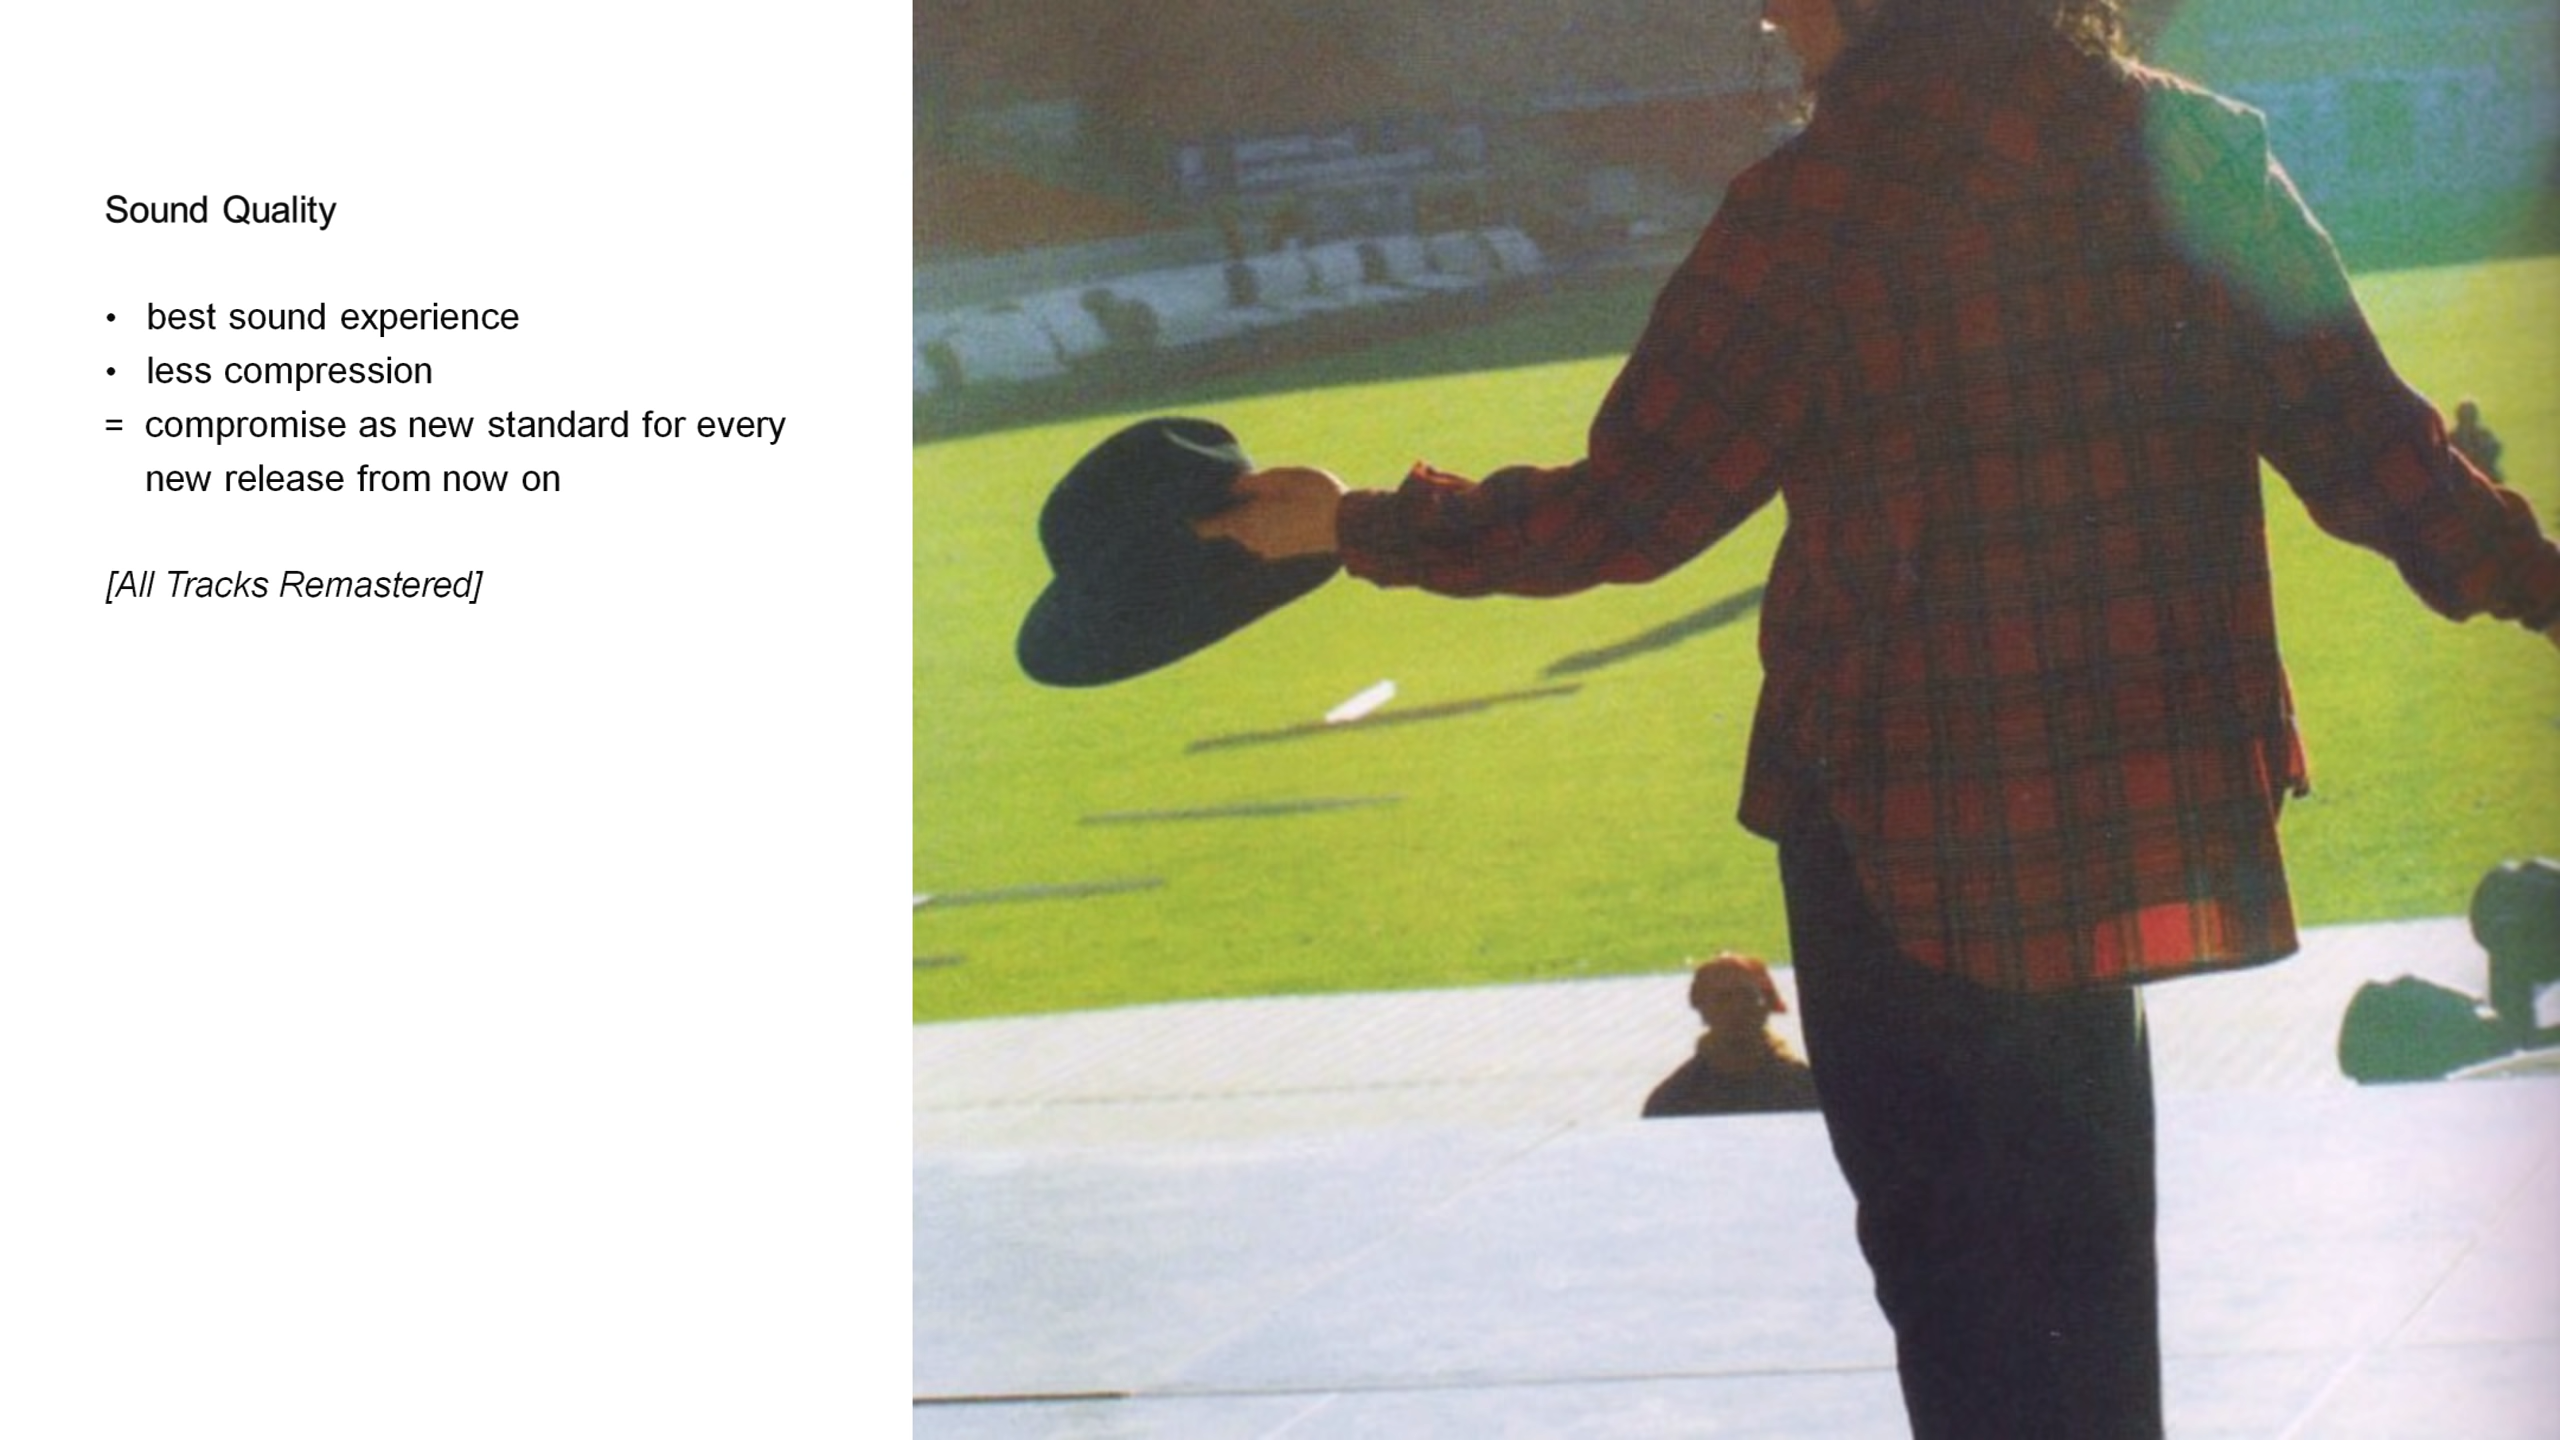 Sound Quality
• best sound experience
• less compression
= compromise as new standard for every
new release from now on
[All Tracks Remastered]